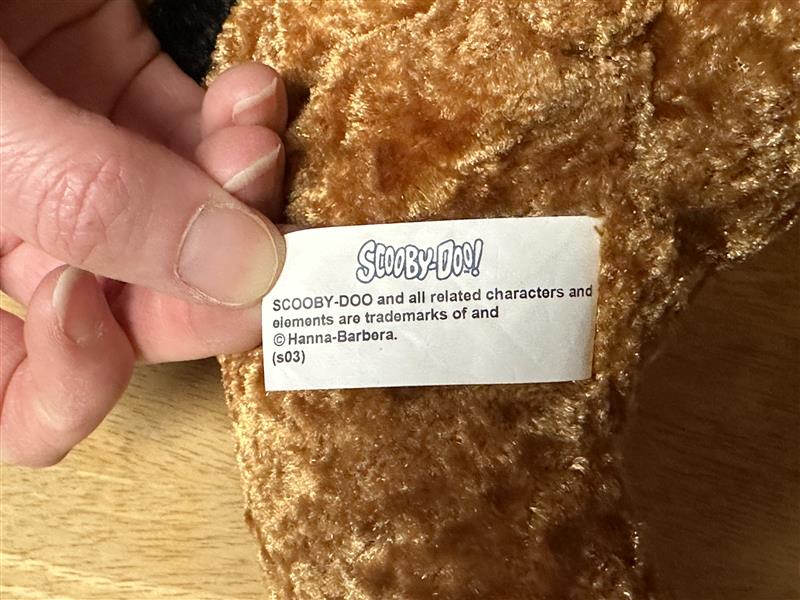 SCOOBY-DOO!
SCOOBY-DOO and all related characters and
elements are trademarks of and
© Hanna-Barbera.
(s03)